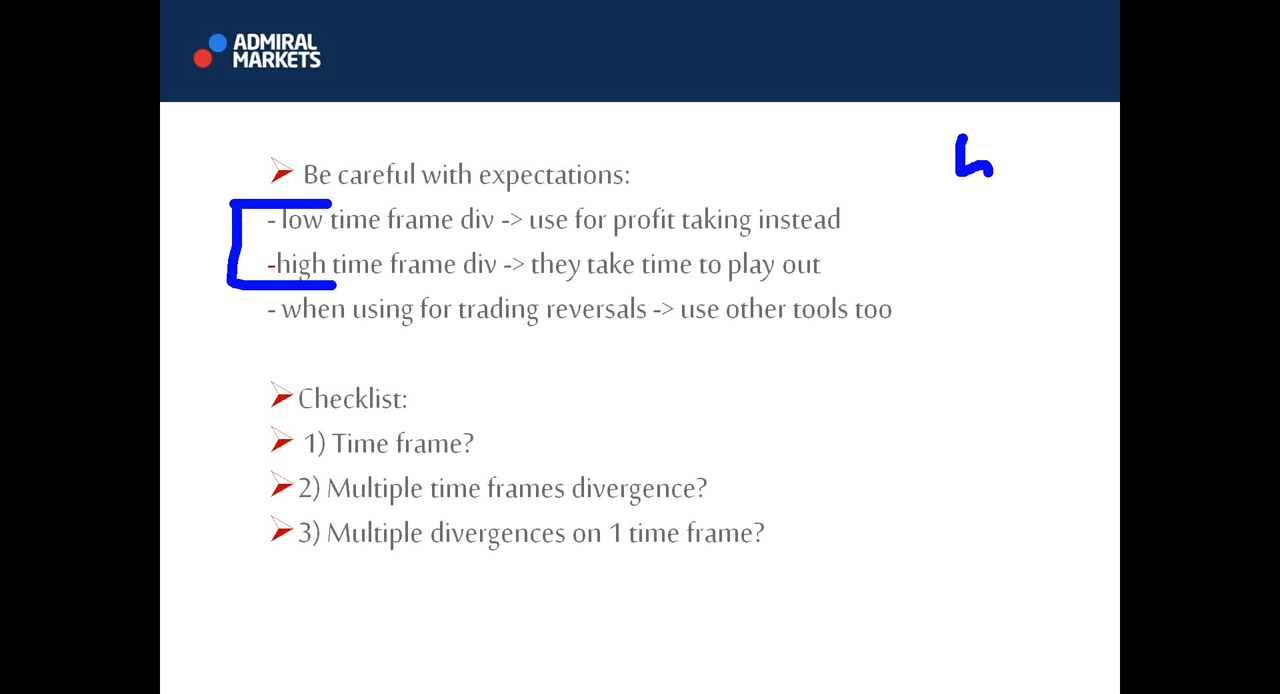 ADMIRAL
MARKETS
Be careful with expectations:
- low time frame div -> use for profit taking instead
-high time frame div -> they take time to play out
- when using for trading reversals -> use other tools too
Checklist:
1) Time frame?
2) Multiple time frames divergence?
3) Multiple divergences on 1 time frame?